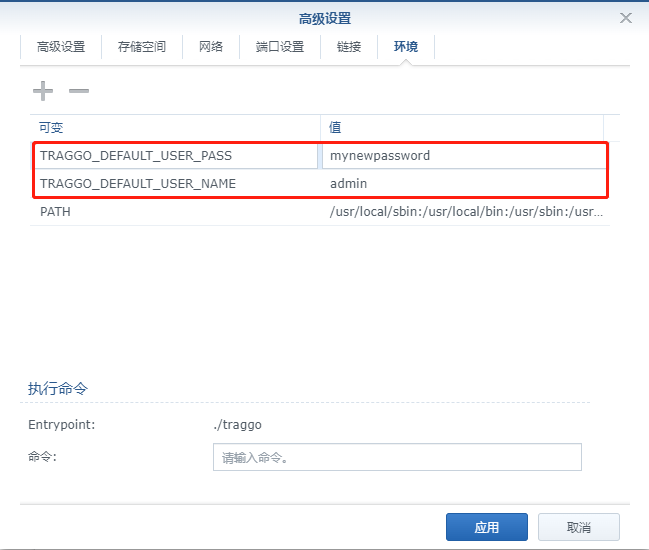 高级设置
高级设置 存储空间 网络 端口设置 链接 环境
可变 值
TRAGGO_DEFAULT_USER_PASS mynewpassword
TRAGGO_DEFAULT_USER_NAME admin
PATH /usr/local/sbin:/usr/local/bin:/usr/sbin:/usr...
执行命令
Entrypoint: ./traggo
命令: 请输入命令。
应用 取消